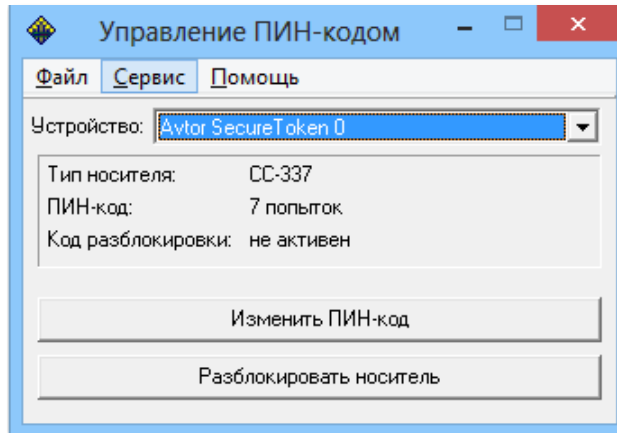 Управление ПИН-кодом
Файл Сервис Помощь
Устройство: Avtor SecureToken 0
Тип носителя: СС-337
ПИН-код: 7 попыток
Код разблокировки: не активен
Изменить ПИН-код
Разблокировать носитель